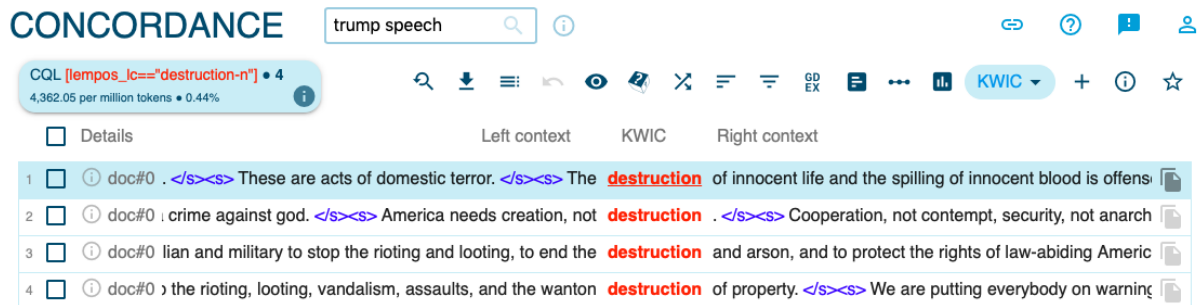 CONCORDANCE trump speech
CQL [lempos_lc=="destruction-n"] • 4
4,362.05 per million tokens • 0.44%
GD
EX
KWIC
Details Left context KWIC Right context
1 doc#0 . </s><s> These are acts of domestic terror. </s><s> The destruction of innocent life and the spilling of innocent blood is offens
2 doc#0 crime against god. </s><s> America needs creation, not destruction . </s><s> Cooperation, not contempt, security, not anarch
3 doc#0 lian and military to stop the rioting and looting, to end the destruction and arson, and to protect the rights of law-abiding Americ
4 doc#0 the rioting, looting, vandalism, assaults, and the wanton destruction of property. </s><s> We are putting everybody on warning